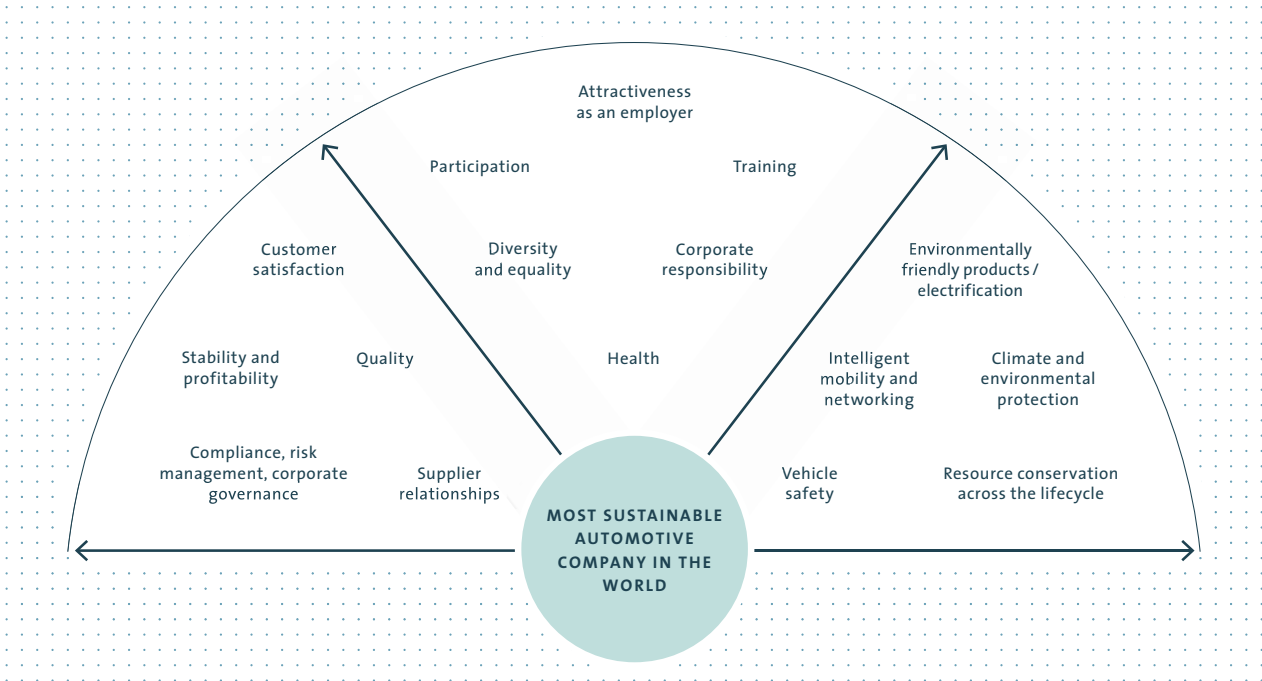 Attractiveness
as an employer
Participation
Training
Customer
satisfaction
Diversity
and equality
Corporate
responsibility
Environmentally
friendly products /
electrification
Stability and
profitability
Quality
Health
Intelligent
mobility and
networking
Climate and
environmental
protection
Compliance, risk
management, corporate
governance
Supplier
relationships
Vehicle
safety
Resource conservation
across the lifecycle
MOST SUSTAINABLE
AUTOMOTIVE
COMPANY IN THE
WORLD